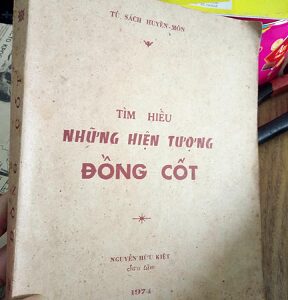 TỦ SÁCH HUYỀN-MÔN
TÌM HIỂU
NHỮNG HIỆN TƯỢNG
ĐỒNG CỐT
NGUYỄN HỮU KIỆT
sưu tầm
1974